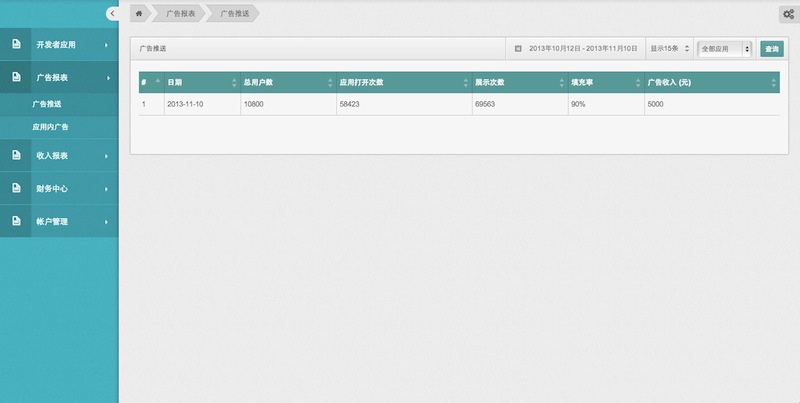 广告报表
广告推送
开发者应用
广告报表
广告推送
应用内广告
收入报表
财务中心
帐户管理
广告推送
2013年10月12日 - 2013年11月10日
显示15条
全部应用
查询
# 日期 总用户数 应用打开次数 展示次数 填充率 广告收入 (元)
1 2013-11-10 10800 58423 69563 90% 5000